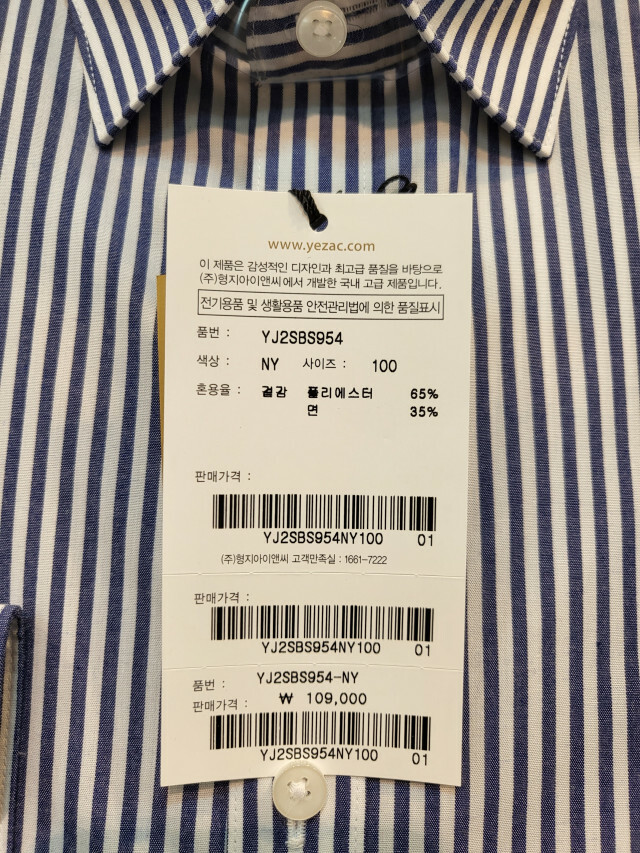 www.yezac.com
이 제품은 감성적인 디자인과 최고급 품질을 바탕으로
(주)형지아이앤씨에서 개발한 국내 고급 제품입니다.
전기용품 및 생활용품 안전관리법에 의한 품질표시
품번 : YJ2SBS954
색상 : NY 사이즈 : 100
혼용율 : 겉감 폴리에스터 65%
면 35%
판매가격 :
YJ2SBS954NY100 01
(주)형지아이앤씨 고객만족실 : 1661-7222
판매가격 :
YJ2SBS954NY100 01
품번 : YJ2SBS954-NY
판매가격 : ₩ 109,000
YJ2SBS954NY100 01